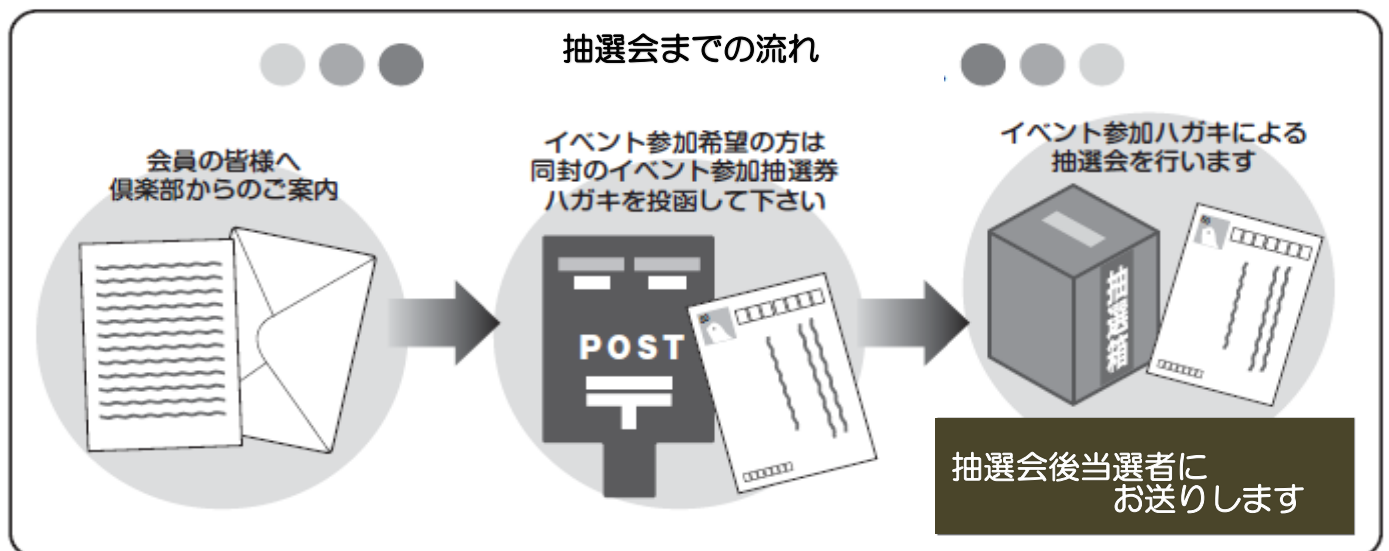 抽選会までの流れ
会員の皆様へ
倶楽部からのご案内
イベント参加希望の方は
同封のイベント参加抽選券
ハガキを投函して下さい
POST
イベント参加ハガキによる
抽選会を行います
抽選箱
抽選会後当選者に
お送りします